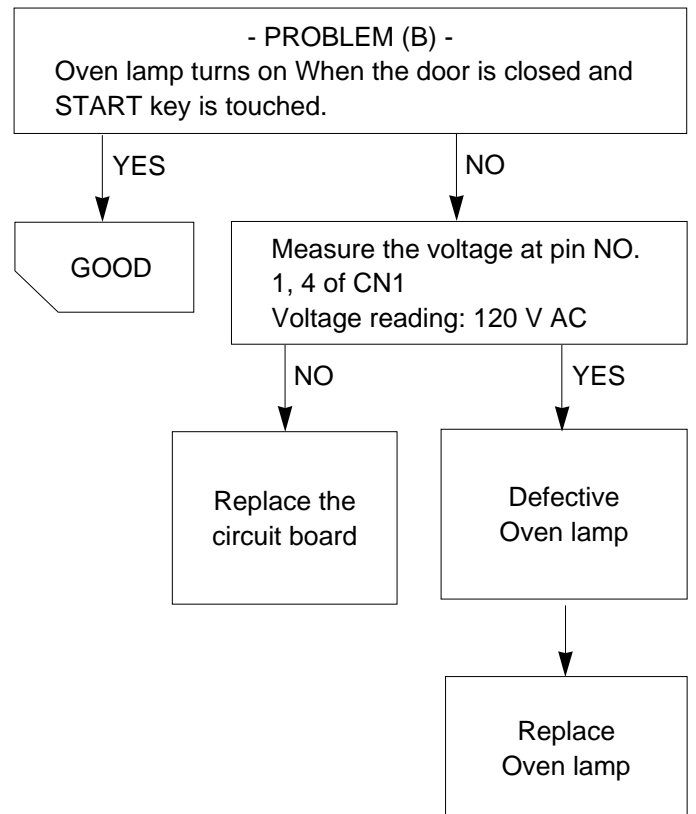 - PROBLEM (B) -
Oven lamp turns on When the door is closed and
START key is touched.
YES
NO
GOOD
Measure the voltage at pin NO.
1, 4 of CN1
Voltage reading: 120 V AC
NO
YES
Replace the
circuit board
Defective
Oven lamp
Replace
Oven lamp